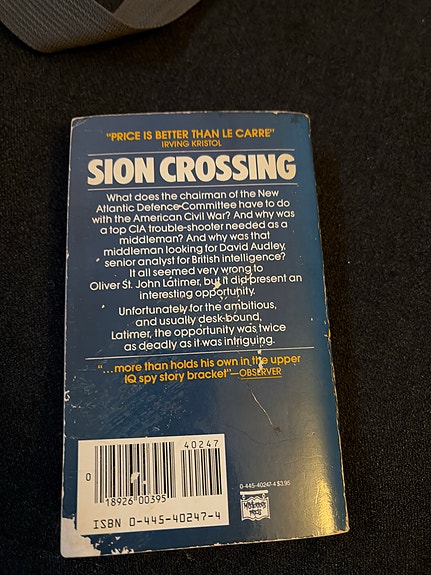 "PRICE IS BETTER THAN LE CARRE"
IRVING KRISTOL
SION CROSSING
What does the chairman of the New
Atlantic Defence Committee have to do
with the American Civil War? And why was
a top CIA trouble-shooter needed as a
middleman? And why was that
middleman looking for David Audley,
senior analyst for British intelligence?
It all seemed very wrong to
Oliver St. John Latimer, but it did present an
interesting opportunity.
Unfortunately for the ambitious,
and usually desk-bound,
Latimer, the opportunity was twice
as deadly as it was intriguing.
"...more than holds his own in the upper
IQ spy story bracket"—OBSERVER
40247
0
18926 00395
ISBN 0-445-40247-4
0-445-40247-4 $3.95
MYSTERIOUS
PRESS